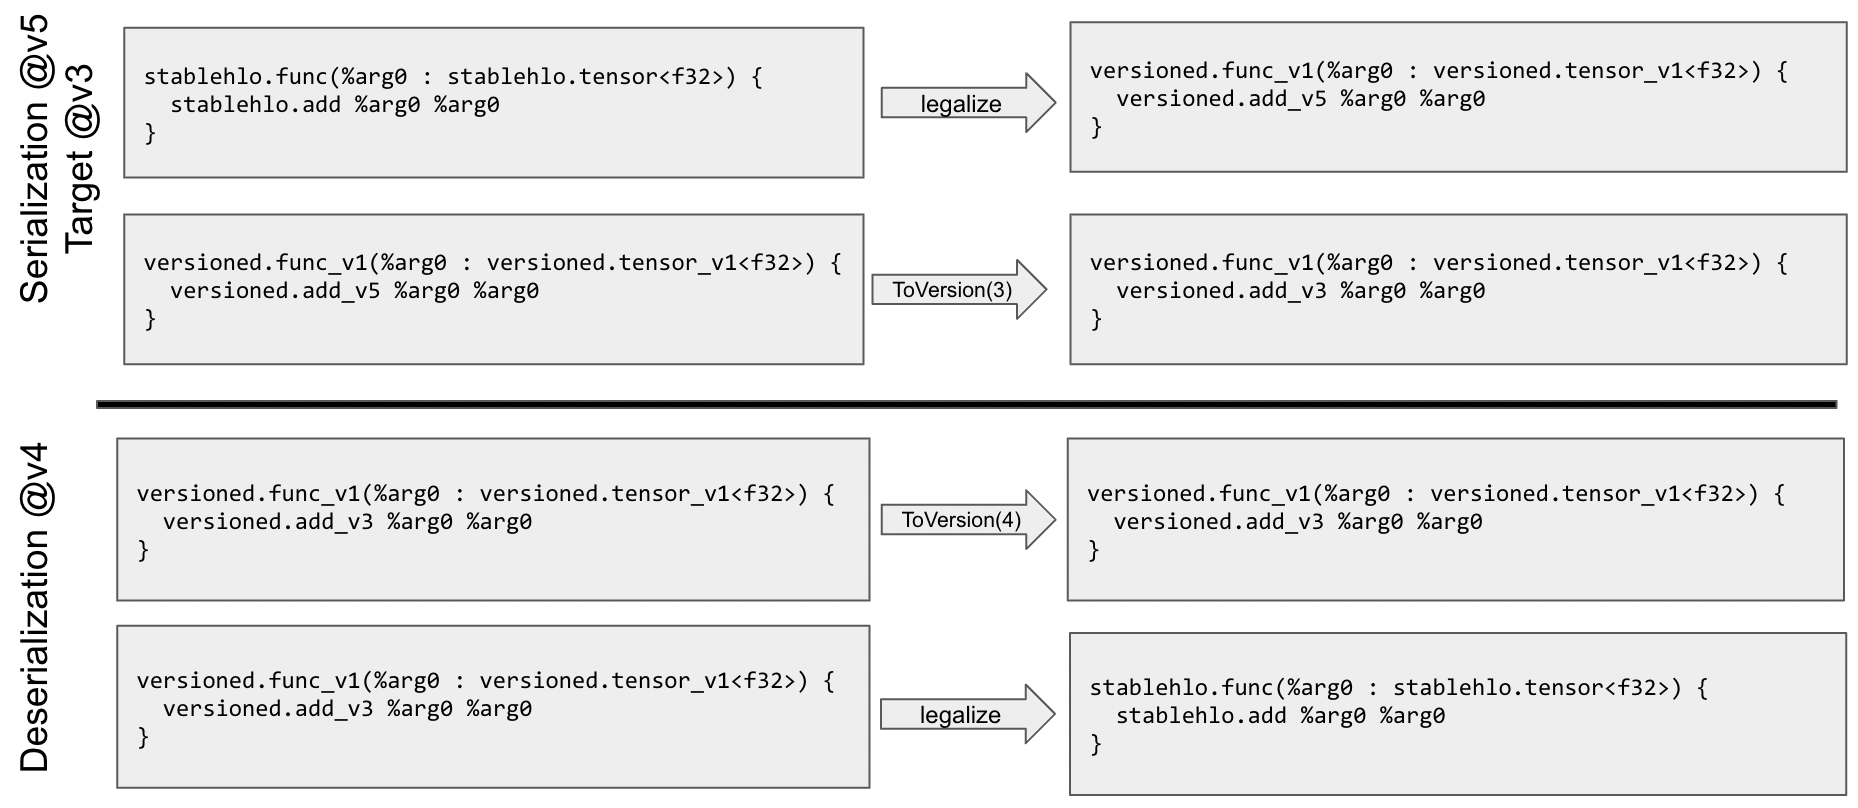 Serialization @v5
Target @v3
stablehlo.func(%arg0 : stablehlo.tensor<f32>) {
  stablehlo.add %arg0 %arg0
}
legalize
versioned.func_v1(%arg0 : versioned.tensor_v1<f32>) {
  versioned.add_v5 %arg0 %arg0
}
versioned.func_v1(%arg0 : versioned.tensor_v1<f32>) {
  versioned.add_v5 %arg0 %arg0
}
ToVersion(3)
versioned.func_v1(%arg0 : versioned.tensor_v1<f32>) {
  versioned.add_v3 %arg0 %arg0
}
Deserialization @v4
versioned.func_v1(%arg0 : versioned.tensor_v1<f32>) {
  versioned.add_v3 %arg0 %arg0
}
ToVersion(4)
versioned.func_v1(%arg0 : versioned.tensor_v1<f32>) {
  versioned.add_v3 %arg0 %arg0
}
versioned.func_v1(%arg0 : versioned.tensor_v1<f32>) {
  versioned.add_v3 %arg0 %arg0
}
legalize
stablehlo.func(%arg0 : stablehlo.tensor<f32>) {
  stablehlo.add %arg0 %arg0
}